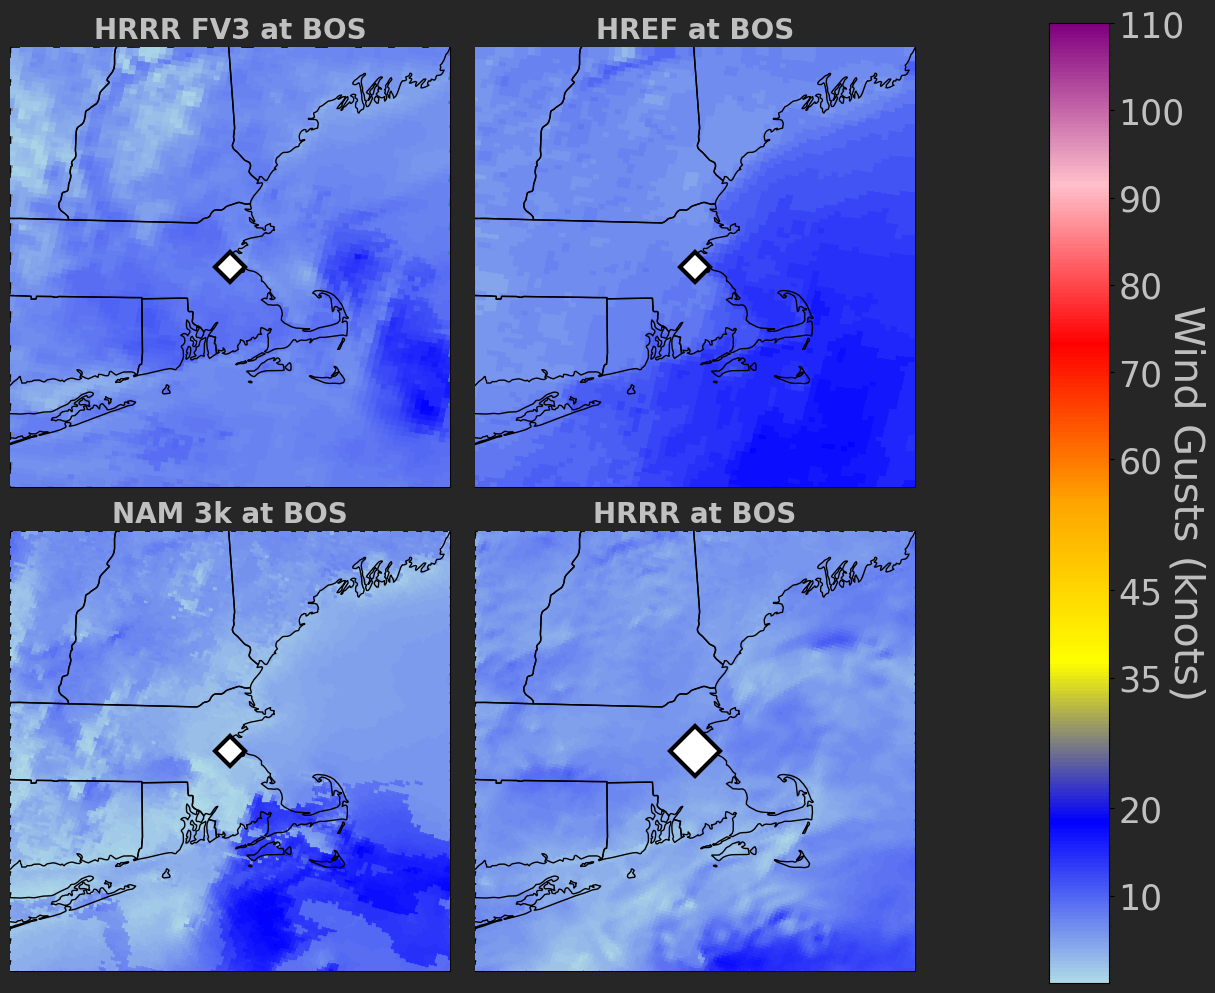 HRRR FV3 at BOS
HREF at BOS
NAM 3k at BOS
HRRR at BOS
110
100
90
80
70
60
45
35
20
10
Wind Gusts (knots)